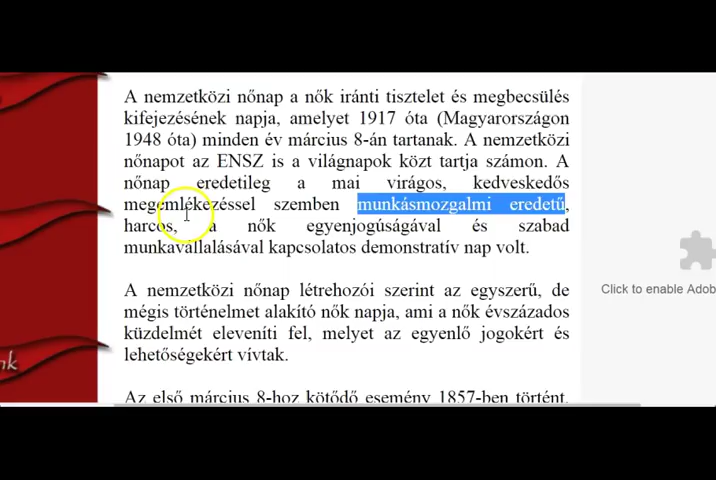 A nemzetközi nőnap a nők iránti tisztelet és megbecsülés
kifejezésének napja, amelyet 1917 óta (Magyarországon
1948 óta) minden év március 8-án tartanak. A nemzetközi
nőnapot az ENSZ is a világnapok közt tartja számon. A
nőnap eredetileg a mai virágos, kedveskedős
megemlékezéssel szemben munkásmozgalmi eredetű,
harcos, a nők egyenjogúságával és szabad
munkavállalásával kapcsolatos demonstratív nap volt.
A nemzetközi nőnap létrehozói szerint az egyszerű, de
mégis történelmet alakító nők napja, ami a nők évszázados
küzdelmét eleveníti fel, melyet az egyenlő jogokért és
lehetőségekért vívtak.
Az első március 8-hoz kötődő esemény 1857-ben történt,
Click to enable Adob